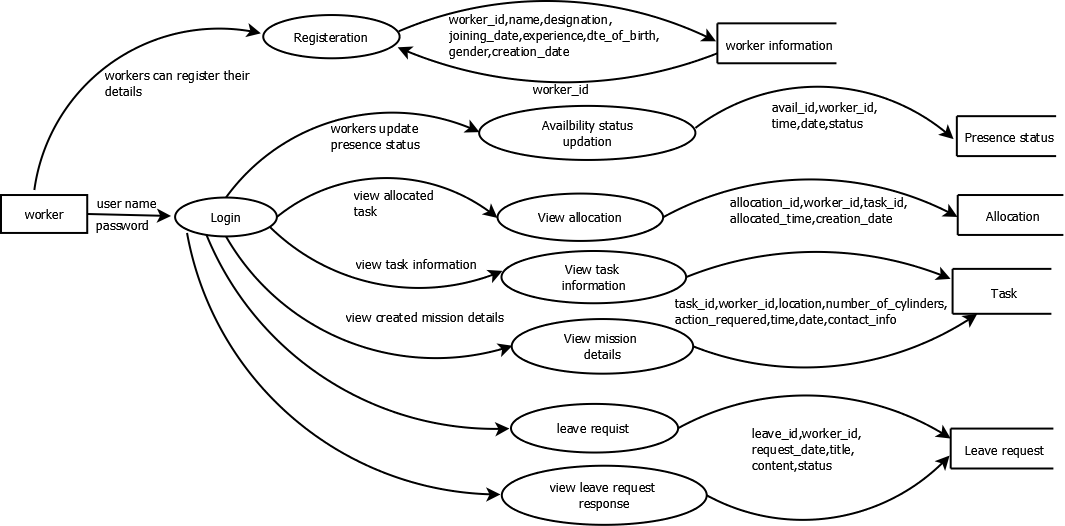 worker_id,name,designation,
joining_date,experience,dte_of_birth,
gender,creation_date
Registeration
worker information
workers can register their
details
worker_id
workers update
presence status
Availbility status
updation
avail_id,worker_id,
time,date,status
Presence status
worker
user name
password
Login
view allocated
task
View allocation
allocation_id,worker_id,task_id,
allocated_time,creation_date
Allocation
view task information
View task
information
Task
task_id,worker_id,location,number_of_cylinders,
action_requered,time,date,contact_info
view created mission details
View mission
details
leave requist
leave_id,worker_id,
request_date,title,
content,status
Leave request
view leave request
response